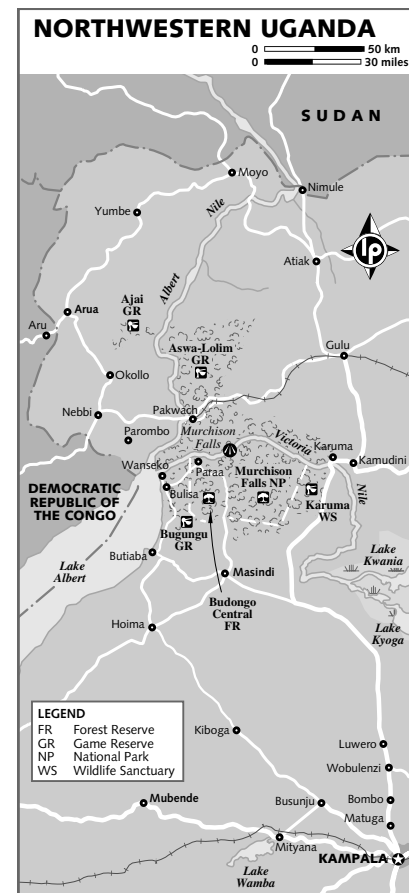 NORTHWESTERN UGANDA
0 50 km
0 30 miles
SUDAN
Moyo
Nimule
Nile
Yumbe
lp
Atiak
Albert
Ajai
GR
Arua
Aru
Aswa-Lolim
GR
Gulu
Okollo
Nebbi
Pakwach
Parombo
Murchison
Falls
Victoria
Karuma
Wanseko
Paraa
Kamudini
Murchison
Falls NP
DEMOCRATIC
REPUBLIC OF
THE CONGO
Bulisa
Nile
Karuma
WS
Bugungu
GR
Butiaba
Lake
Kwania
Lake
Albert
Masindi
Budongo
Central
FR
Hoima
Lake
Kyoga
LEGEND
FR Forest Reserve
GR Game Reserve
NP National Park
WS Wildlife Sanctuary
Kiboga
Luwero
Wobulenzi
Mubende
Busunju
Bombo
Matuga
Mityana
KAMPALA
Lake
Wamba